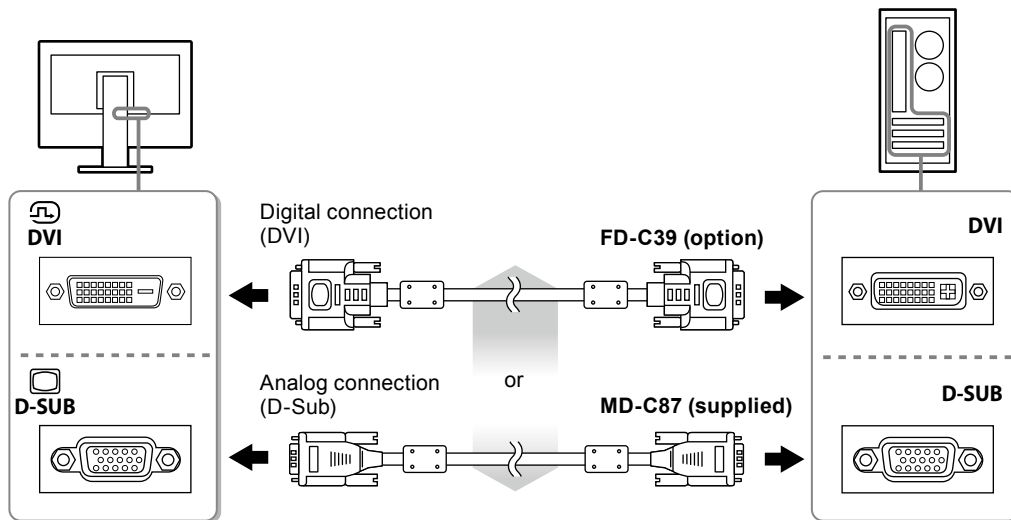 DVI
Digital connection
(DVI)
FD-C39 (option)
DVI
D-SUB
Analog connection
(D-Sub)
or
MD-C87 (supplied)
D-SUB